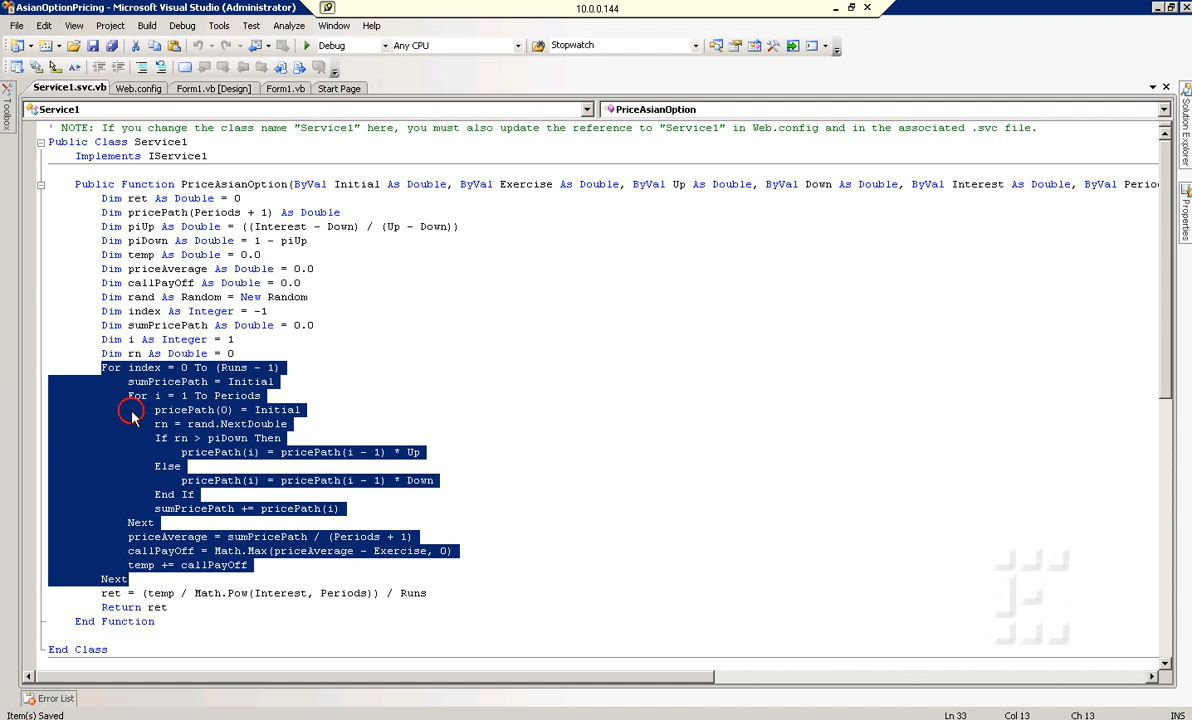 AsianOptionPricing - Microsoft Visual Studio (Administrator)
10.0.0.144
File Edit View Project Build Debug Tools Test Analyze Window Help
Debug Any CPU Stopwatch
Service1.svc.vb Web.config Form1.vb [Design] Form1.vb Start Page
Service1 PriceAsianOption
Toolbox
Solution Explorer
Properties
' NOTE: If you change the class name "Service1" here, you must also update the reference to "Service1" in Web.config and in the associated .svc file.
Public Class Service1
Implements IService1
Public Function PriceAsianOption(ByVal Initial As Double, ByVal Exercise As Double, ByVal Up As Double, ByVal Down As Double, ByVal Interest As Double, ByVal Perio
Dim ret As Double = 0
Dim pricePath(Periods + 1) As Double
Dim piUp As Double = ((Interest - Down) / (Up - Down))
Dim piDown As Double = 1 - piUp
Dim temp As Double = 0.0
Dim priceAverage As Double = 0.0
Dim callPayOff As Double = 0.0
Dim rand As Random = New Random
Dim index As Integer = -1
Dim sumPricePath As Double = 0.0
Dim i As Integer = 1
Dim rn As Double = 0
For index = 0 To (Runs - 1)
sumPricePath = Initial
For i = 1 To Periods
pricePath(0) = Initial
rn = rand.NextDouble
If rn > piDown Then
pricePath(i) = pricePath(i - 1) * Up
Else
pricePath(i) = pricePath(i - 1) * Down
End If
sumPricePath += pricePath(i)
Next
priceAverage = sumPricePath / (Periods + 1)
callPayOff = Math.Max(priceAverage - Exercise, 0)
temp += callPayOff
Next
ret = (temp / Math.Pow(Interest, Periods)) / Runs
Return ret
End Function
End Class
Error List
Item(s) Saved Ln 33 Col 13 Ch 13 INS